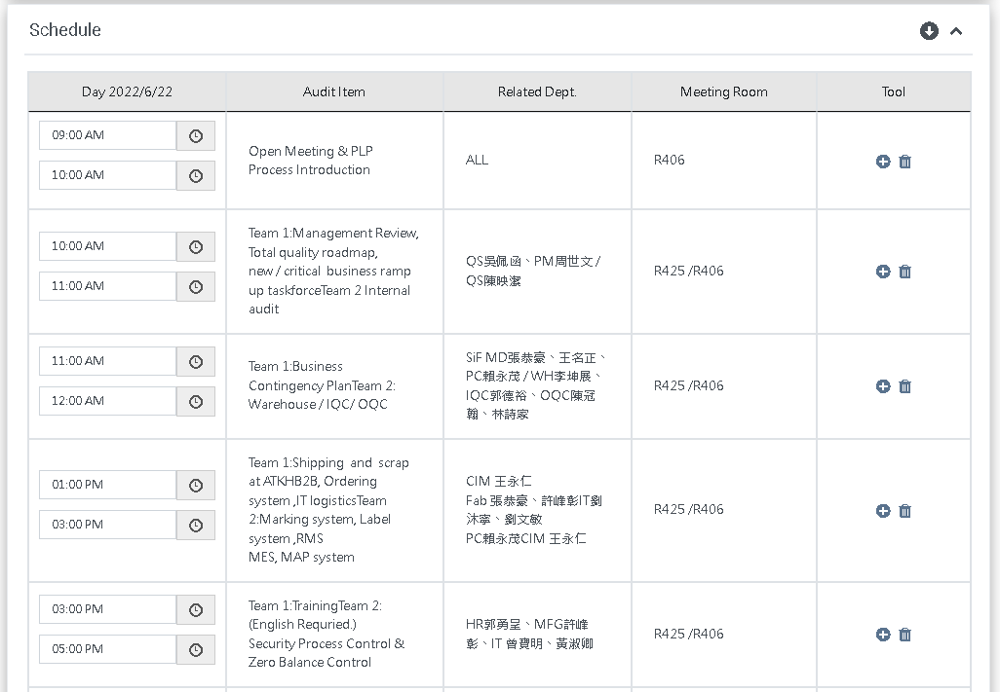 Schedule
Day 2022/6/22 Audit Item Related Dept. Meeting Room Tool
09:00 AM
10:00 AM
Open Meeting & PLP
Process Introduction
ALL
R406
10:00 AM
11:00 AM
Team 1:Management Review,
Total quality roadmap,
new / critical business ramp
up taskforceTeam 2 Internal
audit
QS吳佩函、PM周世文 /
QS陳映潔
R425 /R406
11:00 AM
12:00 AM
Team 1:Business
Contingency PlanTeam 2:
Warehouse / IQC/ OQC
SiF MD張恭豪、王名正、
PC賴永茂 / WH李坤展、
IQC郭德裕、OQC陳冠
翰、林詩家
R425 /R406
01:00 PM
03:00 PM
Team 1:Shipping and scrap
at ATKHB2B, Ordering
system ,IT logisticsTeam
2:Marking system, Label
system ,RMS
MES, MAP system
CIM 王永仁
Fab 張恭豪、許峰彰IT劉
沐寧、劉文敏
PC賴永茂CIM 王永仁
R425 /R406
03:00 PM
05:00 PM
Team 1:TrainingTeam 2:
(English Requried.)
Security Process Control &
Zero Balance Control
HR郭勇呈、MFG許峰
彰、IT 曾寶明、黃淑卿
R425 /R406